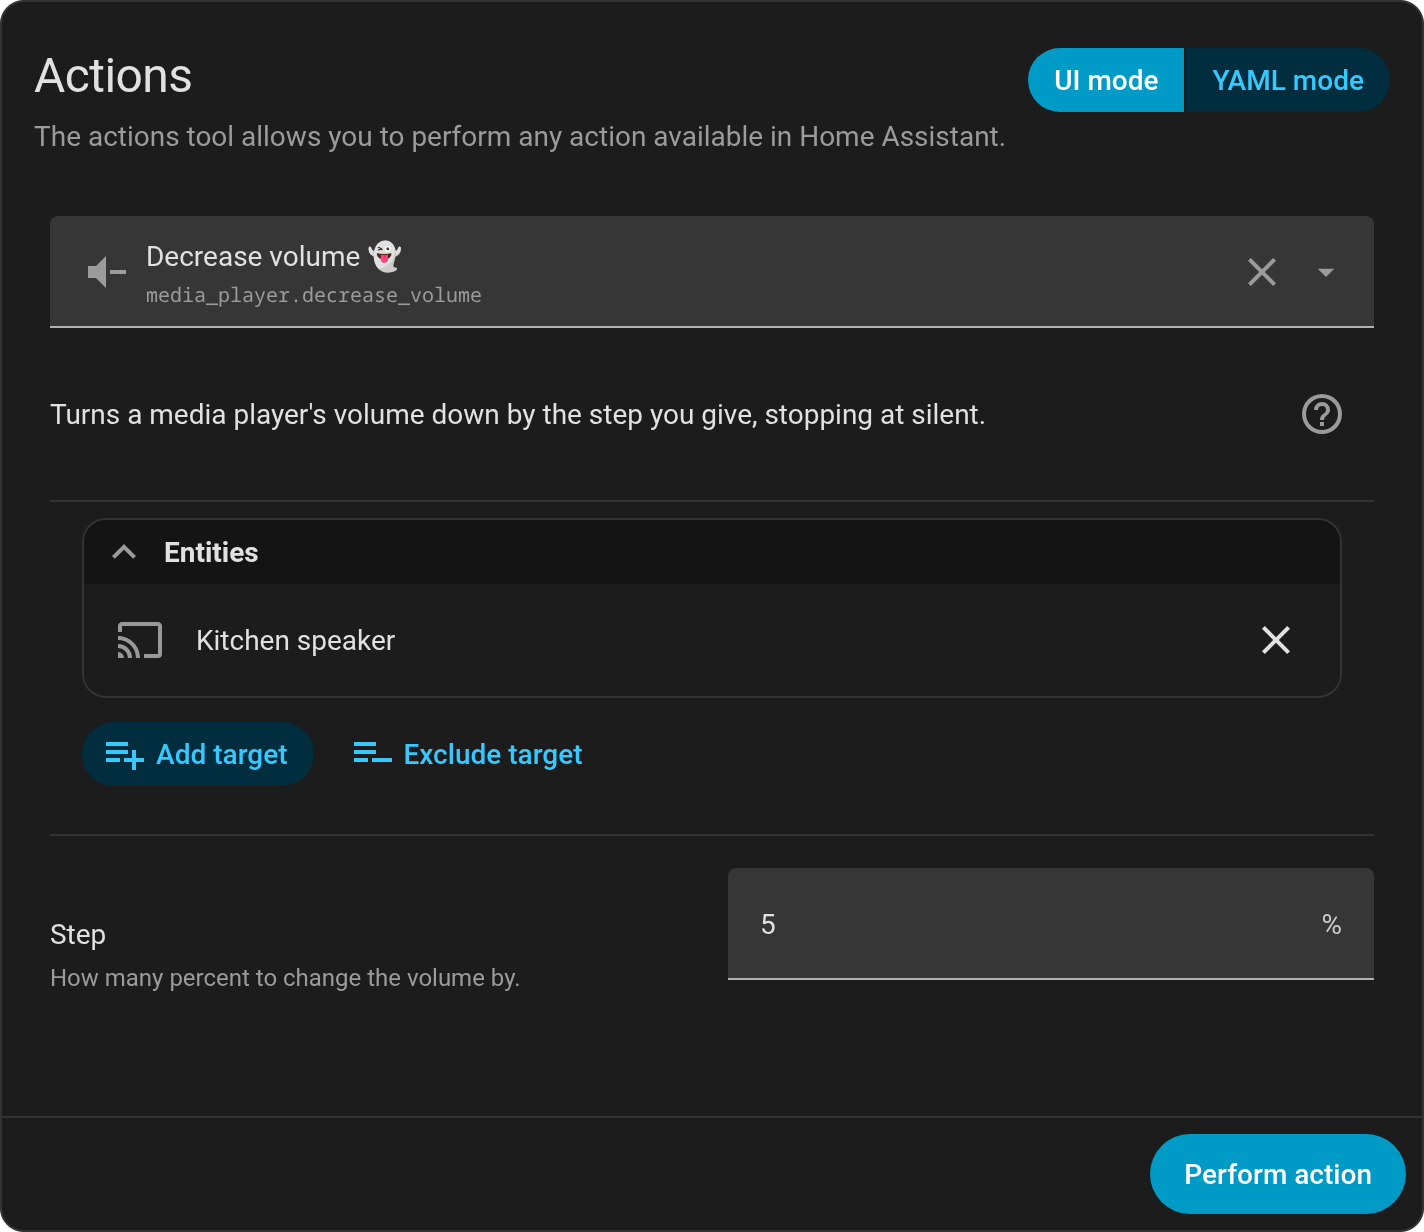 Actions
UI mode
YAML mode
The actions tool allows you to perform any action available in Home Assistant.
Decrease volume 👻
media_player.decrease_volume
Turns a media player's volume down by the step you give, stopping at silent.
Entities
Kitchen speaker
Add target
Exclude target
Step
How many percent to change the volume by.
5
%
Perform action